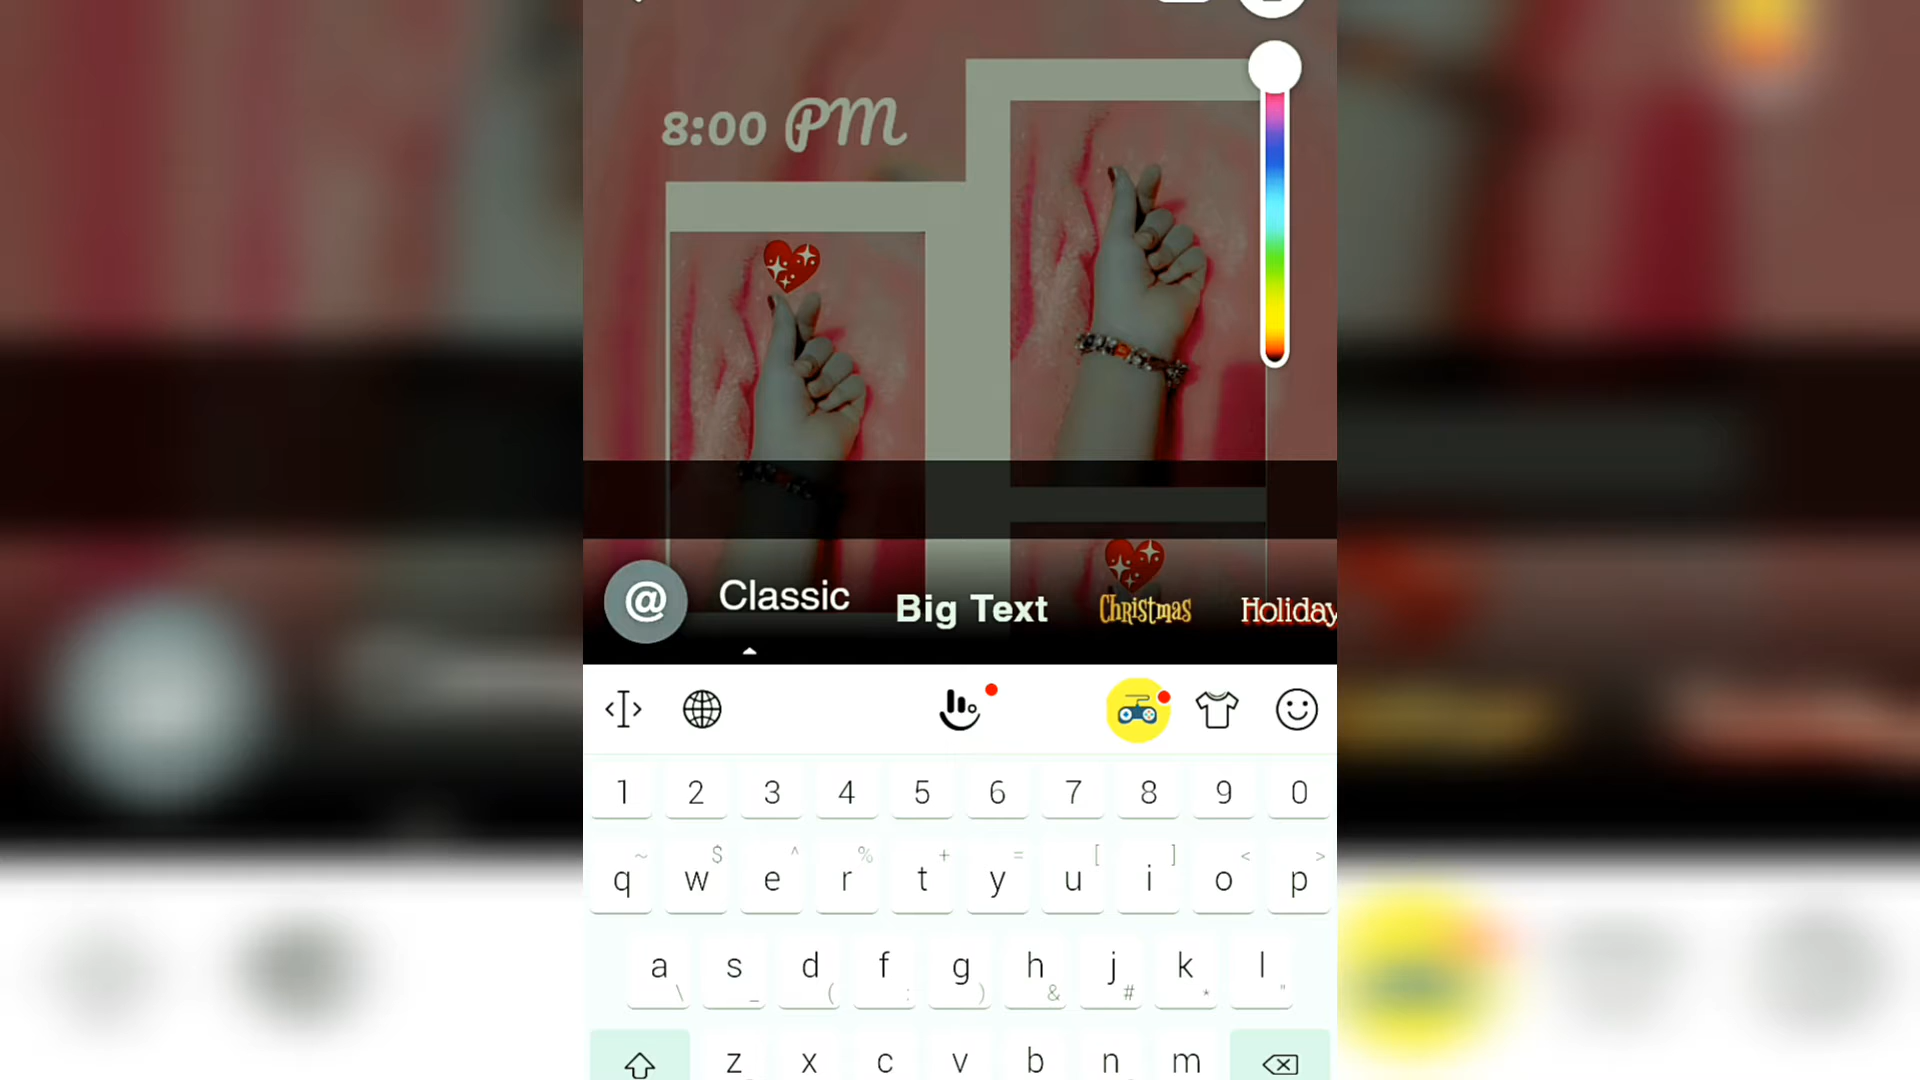 8:00 PM
@ Classic Big Text Christmas Holiday
1 2 3 4 5 6 7 8 9 0
~ $ ^ % + = [ ] < >
q w e r t y u i o p
a s d f g h j k l
\ _ ( : ) & # * "
z x c v b n m